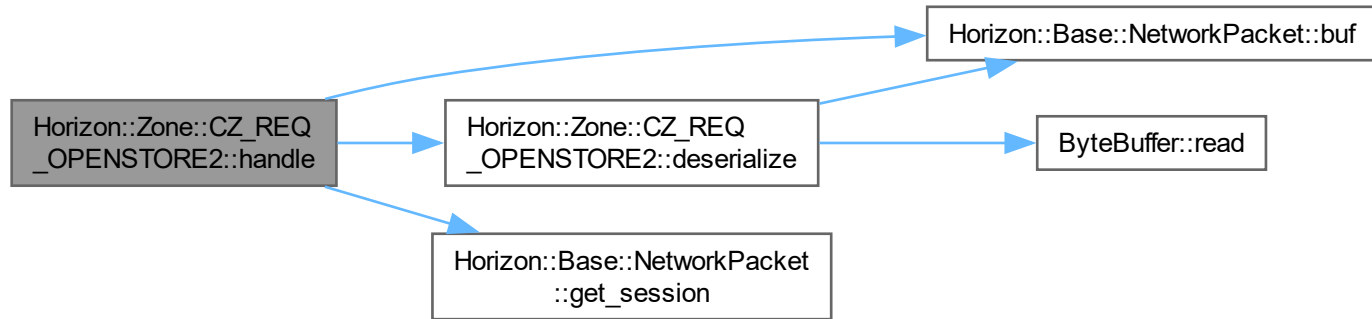 Horizon::Zone::CZ_REQ
_OPENSTORE2::handle
Horizon::Base::NetworkPacket::buf
Horizon::Zone::CZ_REQ
_OPENSTORE2::deserialize
ByteBuffer::read
Horizon::Base::NetworkPacket
::get_session